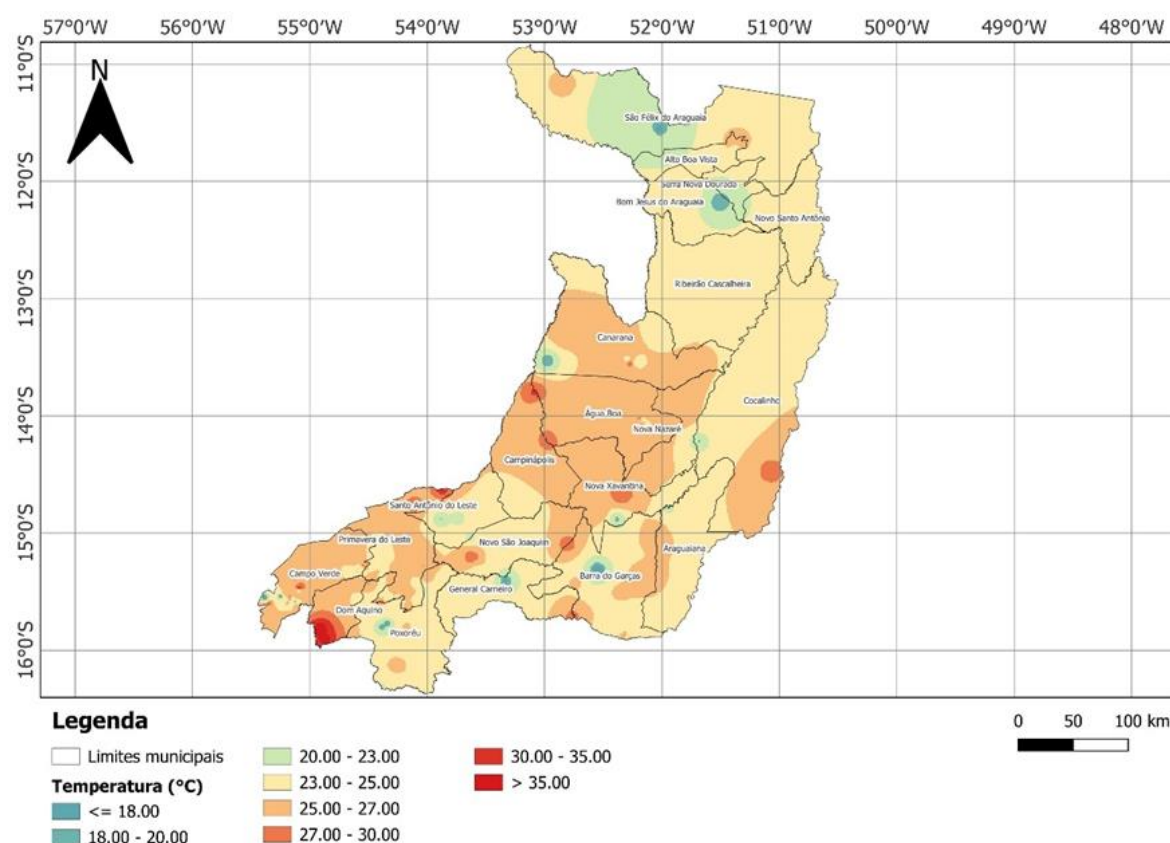 57°0'W 56°0'W 55°0'W 54°0'W 53°0'W 52°0'W 51°0'W 50°0'W 49°0'W 48°0'W
11°0'S
N
São Félix do Araguaia
Alto Boa Vista
12°0'S
Serra Nova Dourada
Bom Jesus do Araguaia
Novo Santo Antônio
Ribeirão Cascalheira
13°0'S
Canarana
Cocalinho
14°0'S
Água Boa
Nova Nazaré
Campinápolis
Nova Xavantina
Santo Antônio do Leste
15°0'S
Primavera do Leste
Novo São Joaquim
Araguaiana
Campo Verde
Barra do Garças
General Carneiro
Dom Aquino
Poxoréu
16°0'S
Legenda
Limites municipais
Temperatura (°C)
<= 18.00
18.00 - 20.00
20.00 - 23.00
23.00 - 25.00
25.00 - 27.00
27.00 - 30.00
30.00 - 35.00
> 35.00
0 50 100 km